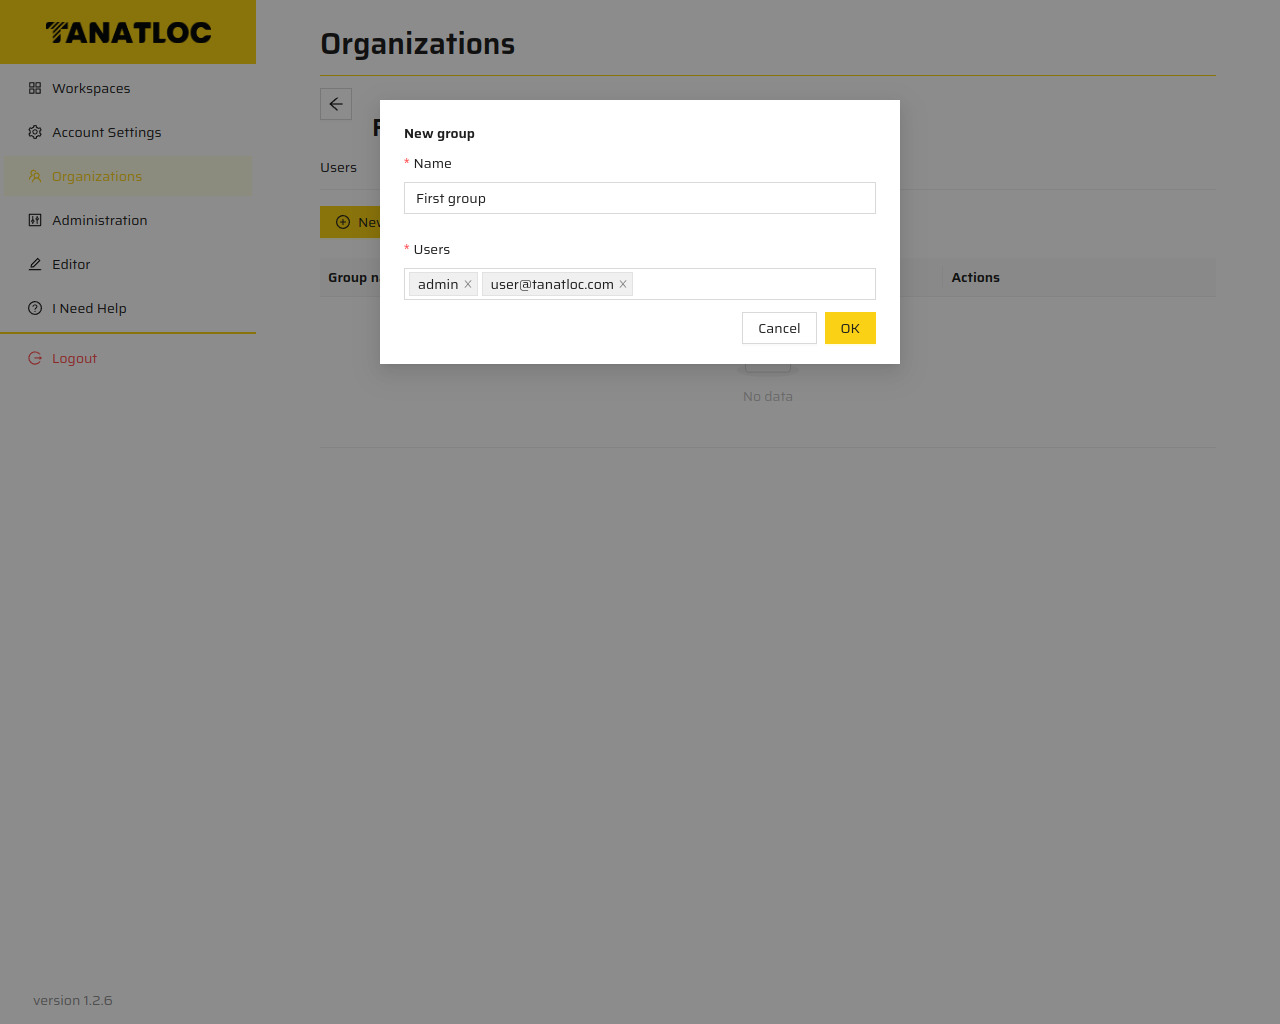 TANATLOC
Workspaces
Account Settings
Organizations
Administration
Editor
I Need Help
Logout
version 1.2.6
Organizations
Users
Group
Actions
No data
New group
* Name
First group
* Users
admin
user@tanatloc.com
Cancel
OK